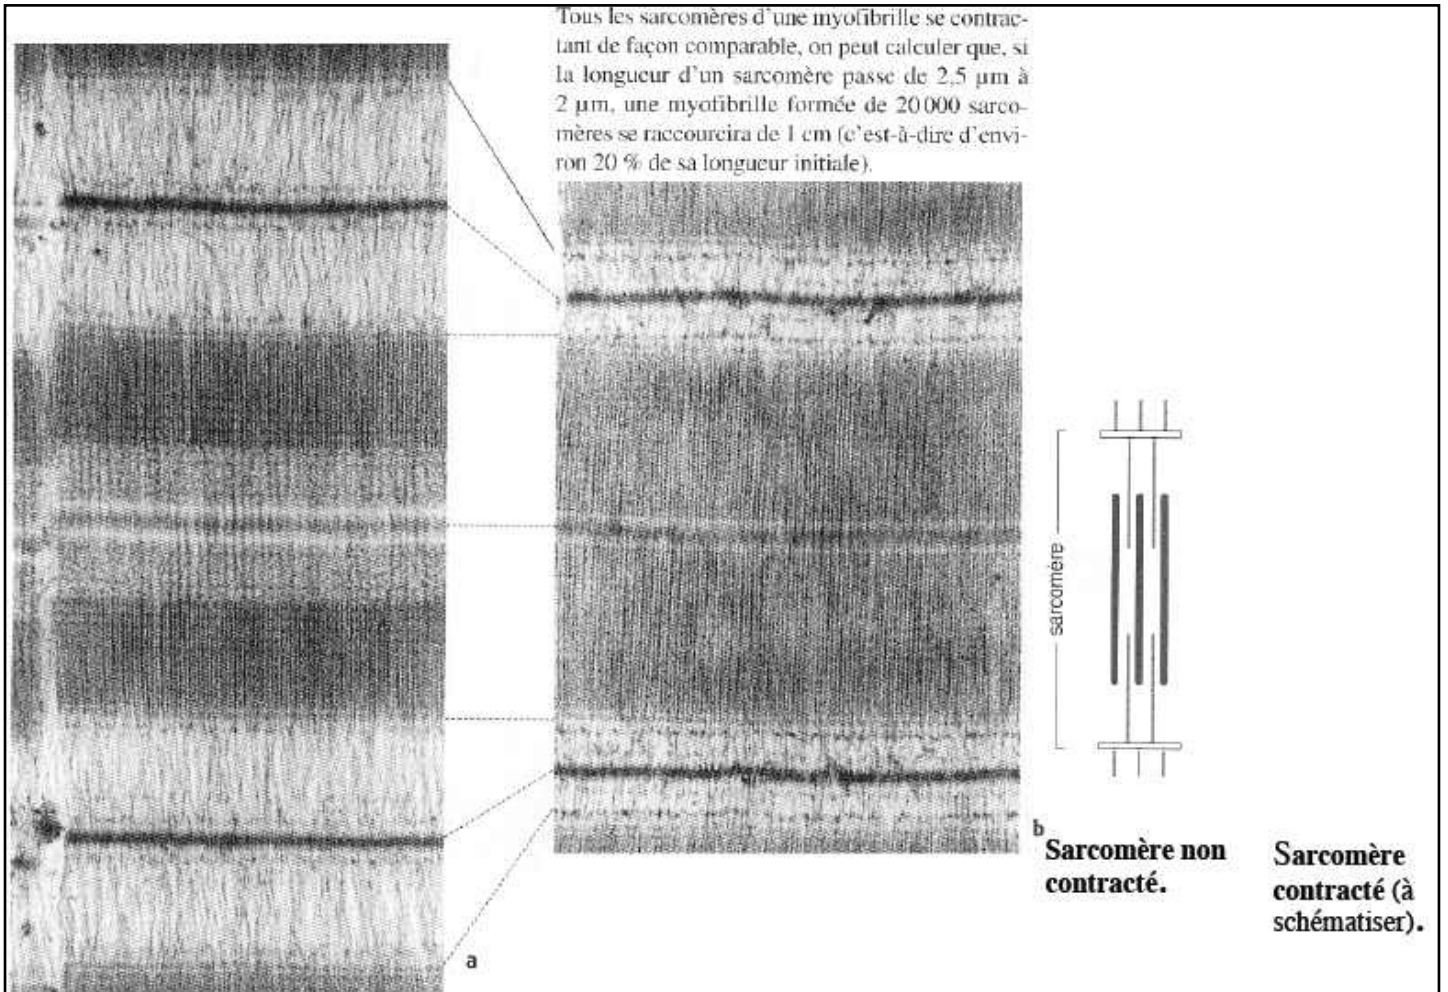 Tous les sarcomères d'une myofibrille se contrac-
tant de façon comparable, on peut calculer que, si
la longueur d'un sarcomère passe de 2,5 µm à
2 µm, une myofibrille formée de 20 000 sarco-
mères se raccourcira de 1 cm (c'est-à-dire d'envi-
ron 20 % de sa longueur initiale).
sarcomère
a
b
Sarcomère non
contracté.
Sarcomère
contracté (à
schématiser).